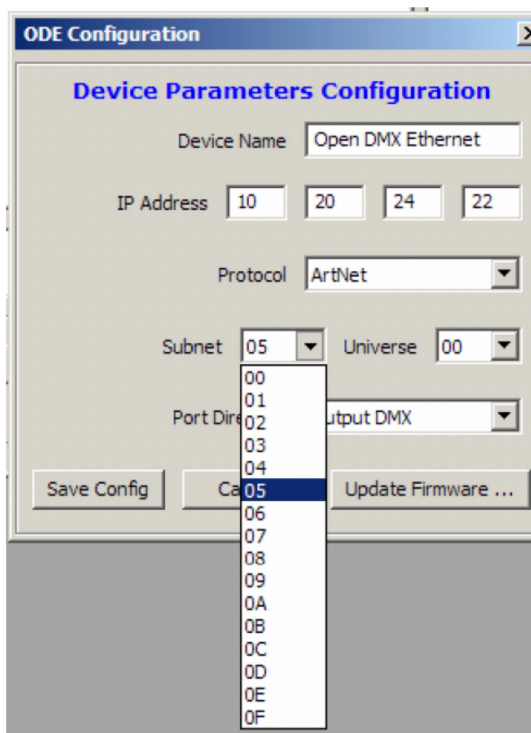 ODE Configuration
Device Parameters Configuration
Device Name Open DMX Ethernet
IP Address 10 20 24 22
Protocol ArtNet
Subnet 05 Universe 00
00
01
02
Port Dire utput DMX
03
04
Save Config Ca Update Firmware ...
05
06
07
08
09
0A
0B
0C
0D
0E
0F